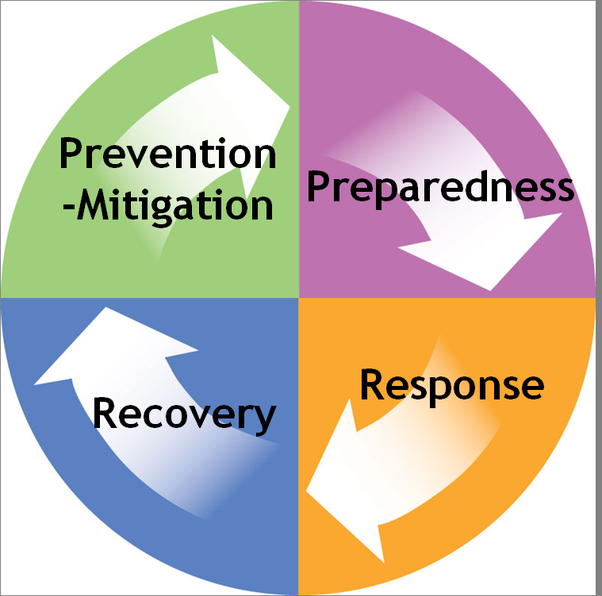 Prevention
-Mitigation
Preparedness
Response
Recovery